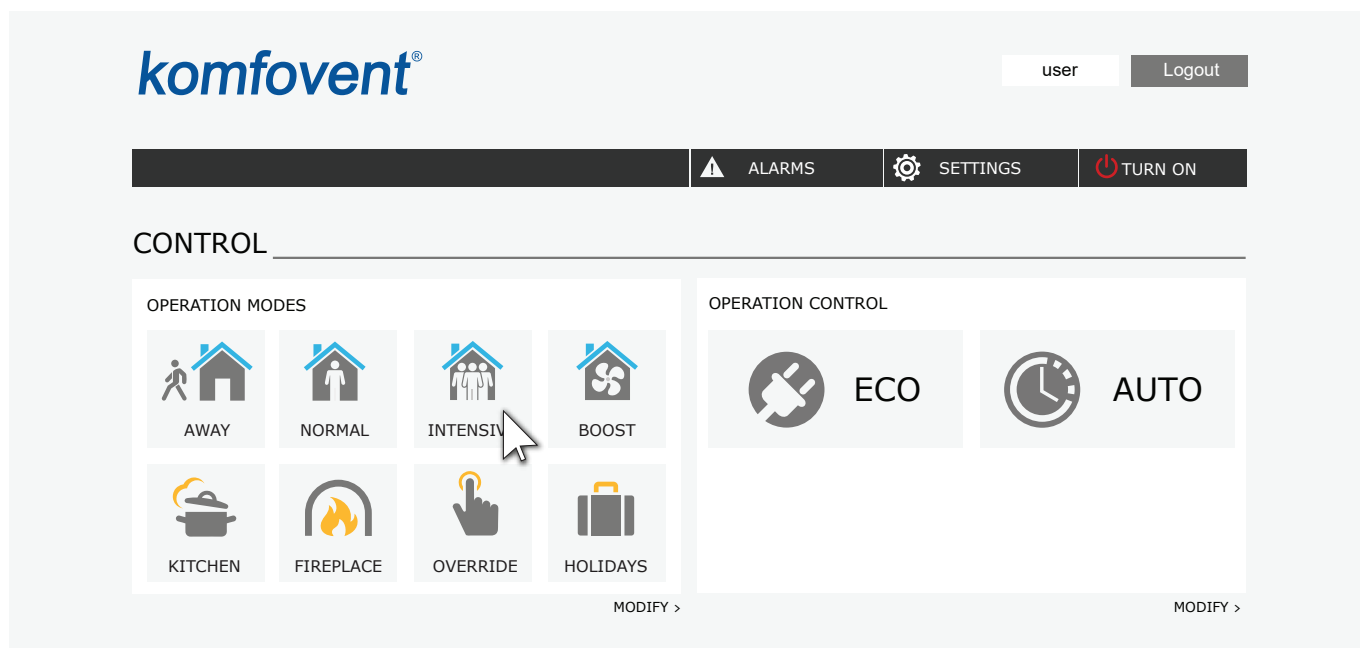 komfovent®
user Logout
ALARMS SETTINGS TURN ON
CONTROL
OPERATION MODES
AWAY NORMAL BOOST
KITCHEN FIREPLACE OVERRIDE HOLIDAYS
MODIFY >
OPERATION CONTROL
ECO AUTO
MODIFY >